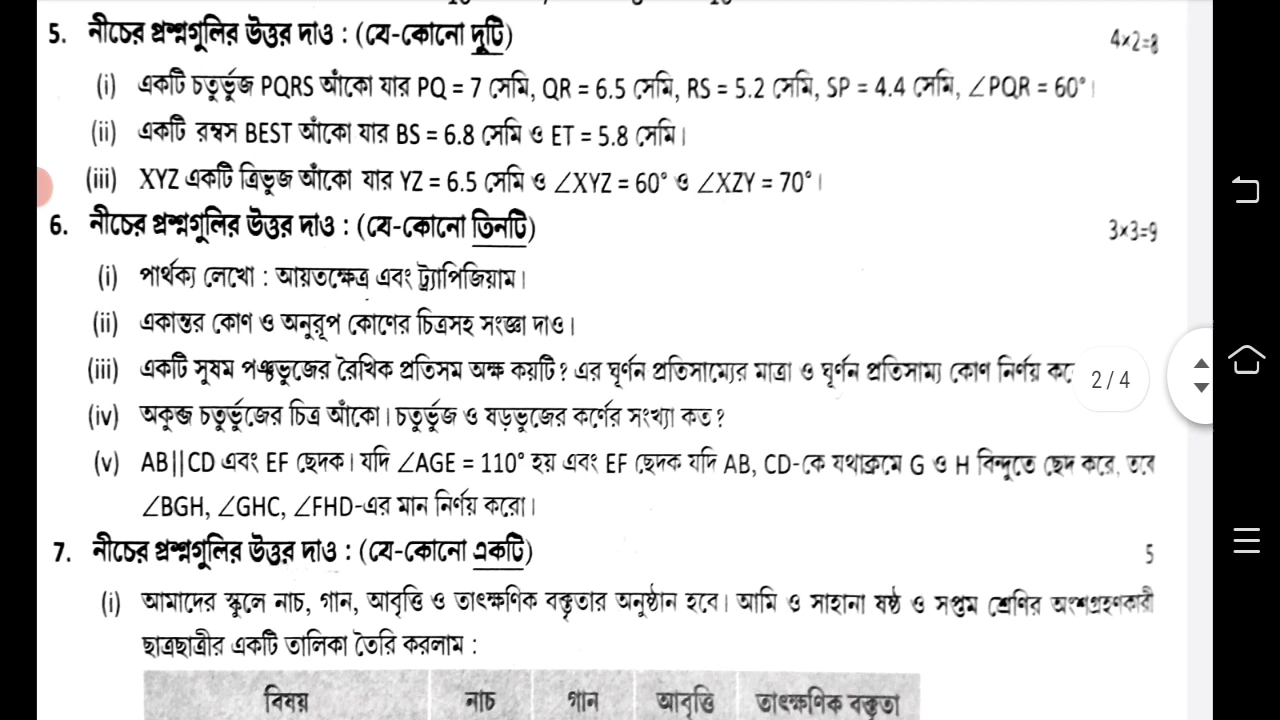 5. নীচের প্রশ্নগুলির উত্তর দাও : (যে-কোনো দুটি) 4×2=8
(i) একটি চতুর্ভুজ PQRS আঁকো যার PQ = 7 সেমি, QR = 6.5 সেমি, RS = 5.2 সেমি, SP = 4.4 সেমি, ∠PQR = 60°।
(ii) একটি রম্বস BEST আঁকো যার BS = 6.8 সেমি ও ET = 5.8 সেমি।
(iii) XYZ একটি ত্রিভুজ আঁকো যার YZ = 6.5 সেমি ও ∠XYZ = 60° ও ∠XZY = 70°।
6. নীচের প্রশ্নগুলির উত্তর দাও : (যে-কোনো তিনটি) 3×3=9
(i) পার্থক্য লেখো : আয়তক্ষেত্র এবং ট্র্যাপিজিয়াম।
(ii) একান্তর কোণ ও অনুরূপ কোণের চিত্রসহ সংজ্ঞা দাও।
(iii) একটি সুষম পঞ্চভুজের রৈখিক প্রতিসম অক্ষ কয়টি? এর ঘূর্ণন প্রতিসাম্যের মাত্রা ও ঘূর্ণন প্রতিসাম্য কোণ নির্ণয়
2/4
(iv) অকুব্জ চতুর্ভুজের চিত্র আঁকো। চতুর্ভুজ ও ষড়ভুজের কর্ণের সংখ্যা কত?
(v) AB||CD এবং EF ছেদক। যদি ∠AGE = 110° হয় এবং EF ছেদক যদি AB, CD-কে যথাক্রমে G ও H বিন্দুতে ছেদ করে, তবে
∠BGH, ∠GHC, ∠FHD-এর মান নির্ণয় করো।
7. নীচের প্রশ্নগুলির উত্তর দাও : (যে-কোনো একটি) 5
(i) আমাদের স্কুলে নাচ, গান, আবৃত্তি ও তাৎক্ষণিক বক্তৃতার অনুষ্ঠান হবে। আমি ও সাহানা ষষ্ঠ ও সপ্তম শ্রেণির অংশগ্রহণকারী
ছাত্রছাত্রীর একটি তালিকা তৈরি করলাম :
বিষয় নাচ গান আবৃত্তি তাৎক্ষণিক বক্তৃতা